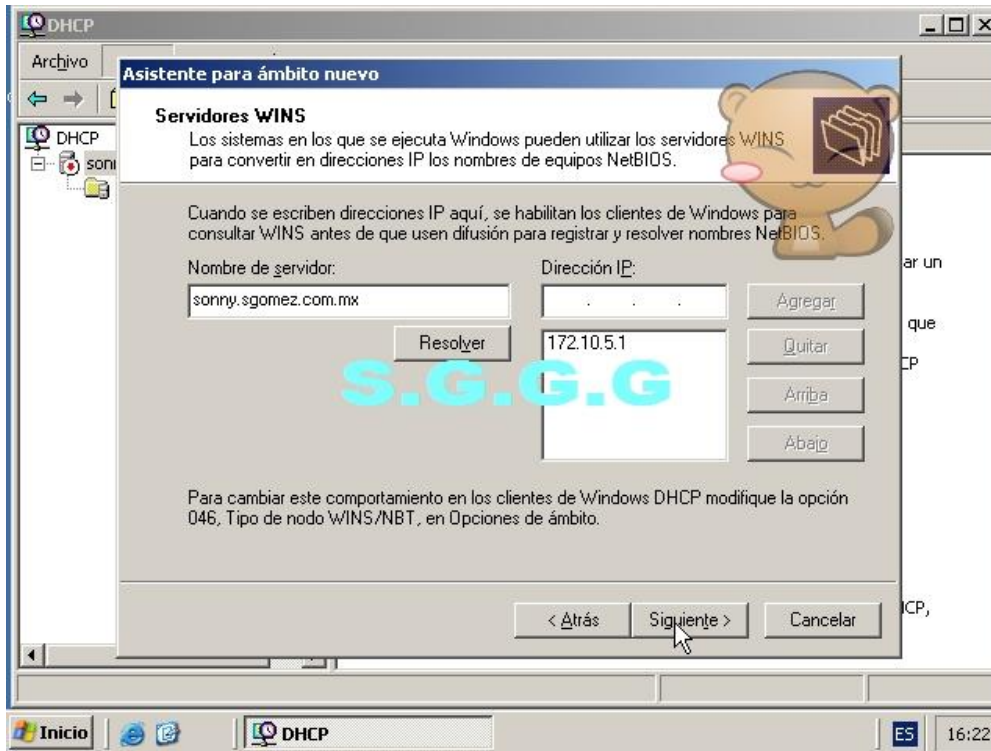 DHCP
Archivo
Asistente para ámbito nuevo
Servidores WINS
Los sistemas en los que se ejecuta Windows pueden utilizar los servidores WINS
para convertir en direcciones IP los nombres de equipos NetBIOS.
DHCP
Cuando se escriben direcciones IP aquí, se habilitan los clientes de Windows para
consultar WINS antes de que usen difusión para registrar y resolver nombres NetBIOS.
Nombre de servidor:
Dirección IP:
ar un
sonny.sgomez.com.mx
Agregar
que
Resolver
172.10.5.1
Quitar
CP
S.G.G.G
Arriba
Abajo
Para cambiar este comportamiento en los clientes de Windows DHCP modifique la opción
046, Tipo de nodo WINS/NBT, en Opciones de ámbito.
< Atrás
Siguiente >
Cancelar
ICP,
Inicio
DHCP
ES
16:22